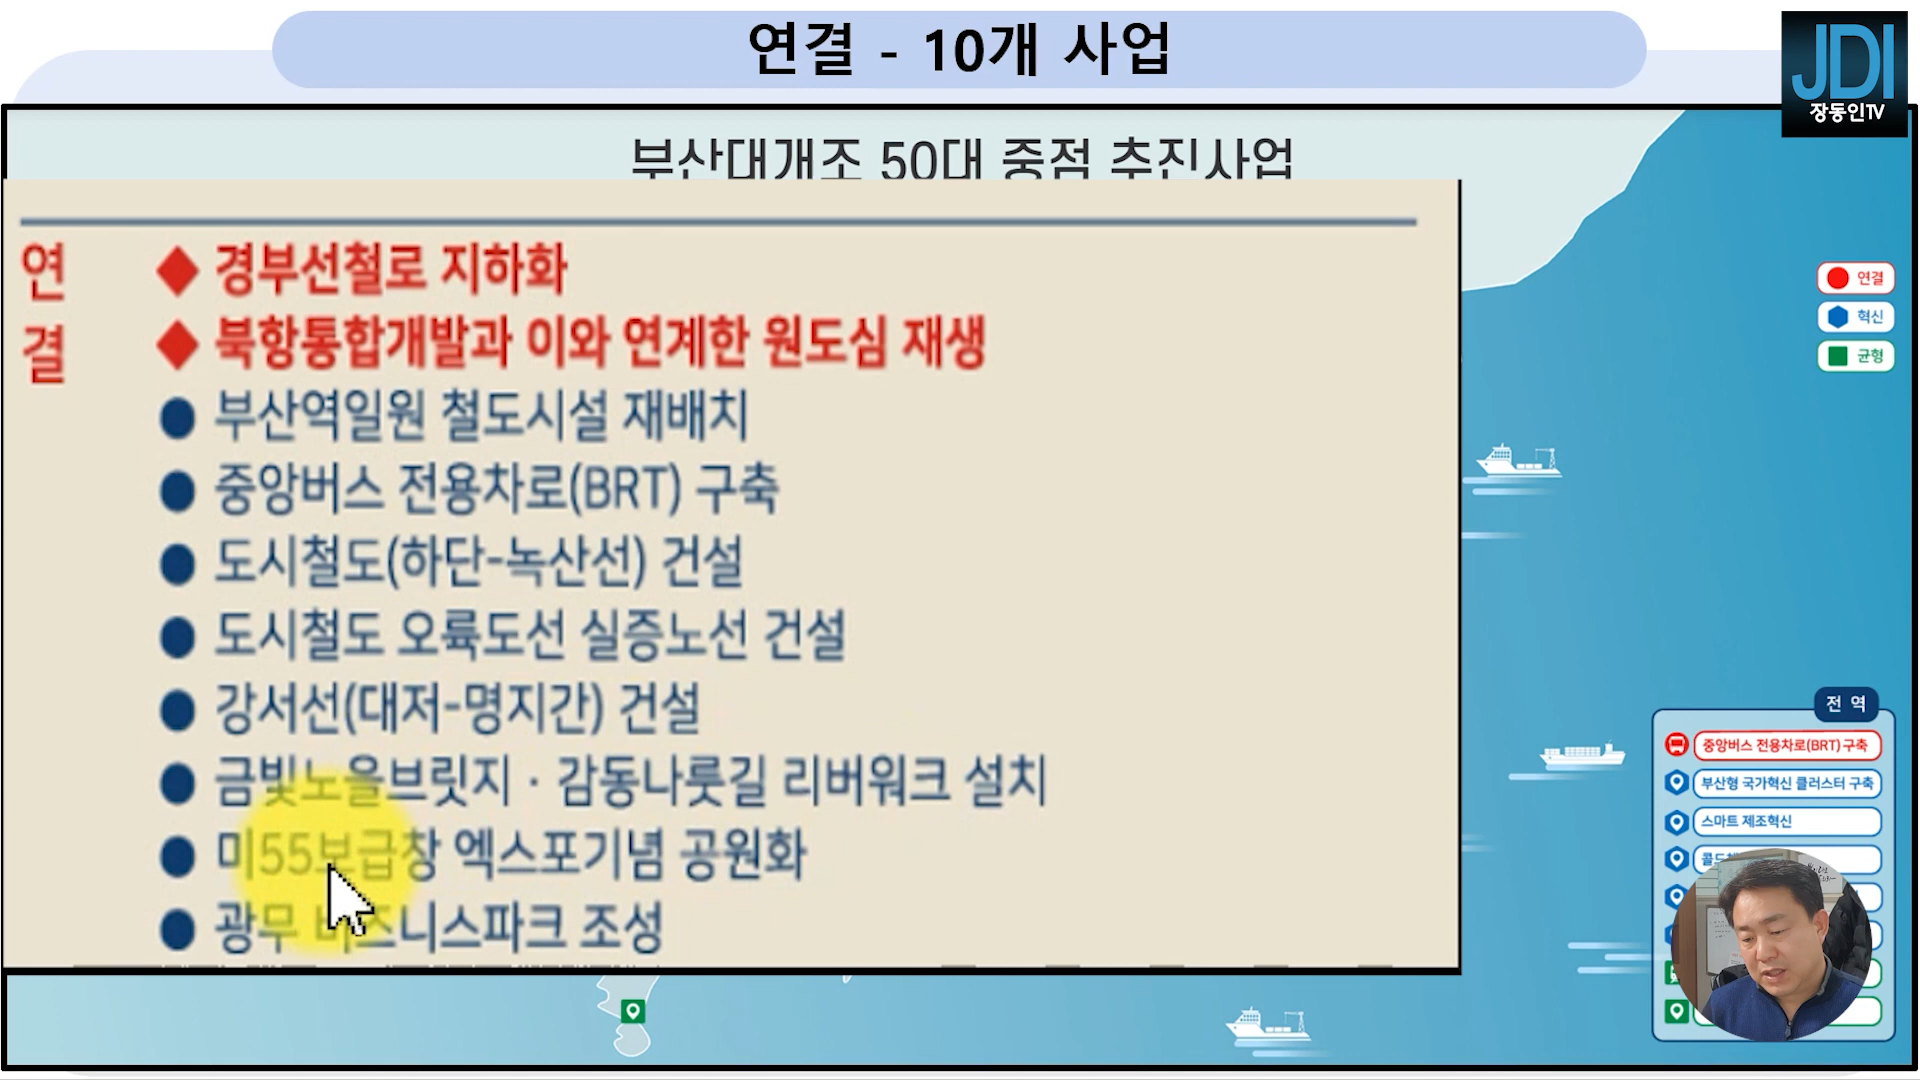 연결 - 10개 사업
JDI
장동인TV
부산대개조 50대 중점 추진사업
연결
◆ 경부선철로 지하화
◆ 북항통합개발과 이와 연계한 원도심 재생
● 부산역일원 철도시설 재배치
● 중앙버스 전용차로(BRT) 구축
● 도시철도(하단-녹산선) 건설
● 도시철도 오륙도선 실증노선 건설
● 강서선(대저-명지간) 건설
● 금빛노을브릿지 · 감동나룻길 리버워크 설치
● 미55보급창 엑스포기념 공원화
● 광무 비즈니스파크 조성
연결
혁신
균형
전 역
중앙버스 전용차로(BRT) 구축
부산형 국가혁신 클러스터 구축
스마트 제조혁신